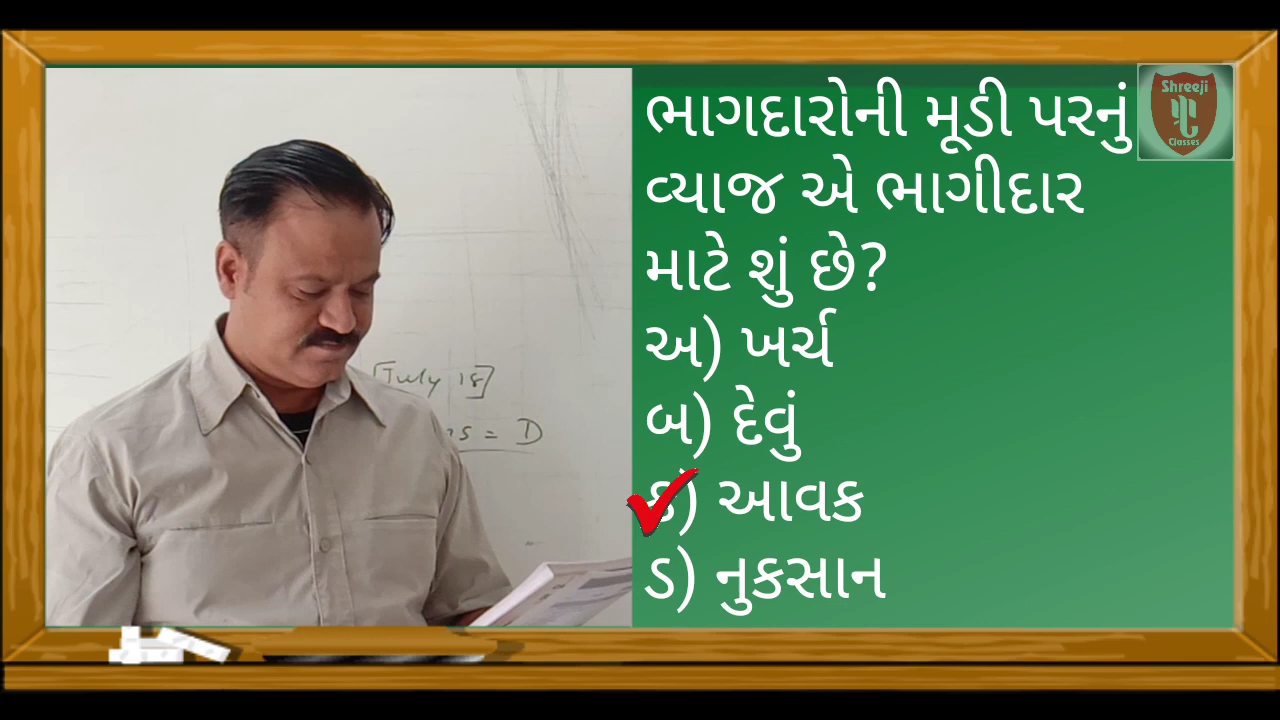 ભાગદારોની મૂડી પરનું
વ્યાજ એ ભાગીદાર
માટે શું છે?
અ) ખર્ચ
બ) દેવું
ક) આવક
ડ) નુકસાન
Shreeji
Classes
[July 18]
= D